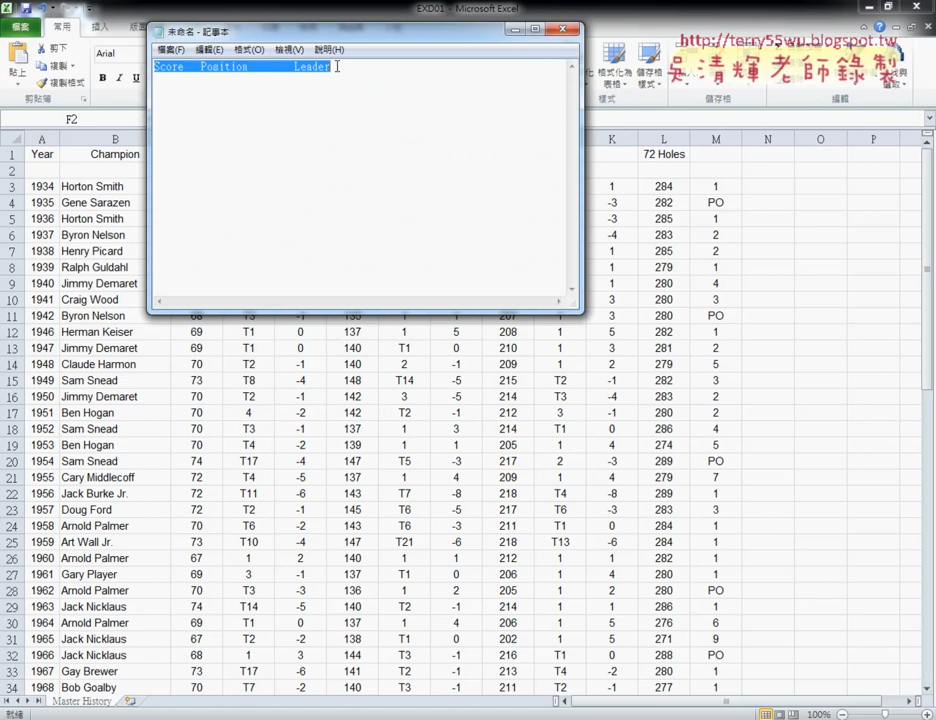 EXD01 - Microsoft Excel
檔案 常用 插入
未命名 - 記事本
檔案(F) 編輯(E) 格式(O) 檢視(V) 說明(H)
Score Position Leader
http://terry55wu.blogspot.tw
吳清輝老師錄製
貼上 剪下 複製 複製格式 剪貼簿
Arial
B I U
樣式 儲存格 編輯
F2
A B K L M N O P
1 Year Champion 72 Holes
2
3 1934 Horton Smith 1 284 1
4 1935 Gene Sarazen -3 282 PO
5 1936 Horton Smith -3 285 1
6 1937 Byron Nelson -4 283 2
7 1938 Henry Picard 1 285 2
8 1939 Ralph Guldahl 1 279 1
9 1940 Jimmy Demaret 1 280 4
10 1941 Craig Wood 3 280 3
11 1942 Byron Nelson 68 207 1 3 280 PO
12 1946 Herman Keiser 69 T1 0 137 1 5 208 1 5 282 1
13 1947 Jimmy Demaret 69 T1 0 140 T1 0 210 1 3 281 2
14 1948 Claude Harmon 70 T2 -1 140 2 -1 209 1 2 279 5
15 1949 Sam Snead 73 T8 -4 148 T14 -5 215 T2 -1 282 3
16 1950 Jimmy Demaret 70 T2 -1 142 3 -5 214 T3 -4 283 2
17 1951 Ben Hogan 70 4 -2 142 T2 -1 212 3 -1 280 2
18 1952 Sam Snead 70 T3 -1 137 1 3 214 T1 0 286 4
19 1953 Ben Hogan 70 T4 -2 139 1 1 205 1 4 274 5
20 1954 Sam Snead 74 T17 -4 147 T5 -3 217 2 -3 289 PO
21 1955 Cary Middlecoff 72 T4 -5 137 1 4 209 1 4 279 7
22 1956 Jack Burke Jr. 72 T11 -6 143 T7 -8 218 T4 -8 289 1
23 1957 Doug Ford 72 T2 -1 145 T6 -5 217 T6 -3 283 3
24 1958 Arnold Palmer 70 T6 -2 143 T6 -3 211 T1 0 284 1
25 1959 Art Wall Jr. 73 T10 -4 147 T21 -6 216 T13 -6 284 1
26 1960 Arnold Palmer 67 1 2 140 1 1 212 1 1 282 1
27 1961 Gary Player 69 3 -1 137 T1 0 206 1 4 280 1
28 1962 Arnold Palmer 70 T3 -3 136 1 2 205 1 2 280 PO
29 1963 Jack Nicklaus 74 T14 -5 140 T2 -1 214 1 1 286 1
30 1964 Arnold Palmer 69 T1 0 137 1 4 206 1 5 276 6
31 1965 Jack Nicklaus 67 T2 -2 138 T1 0 202 1 5 271 9
32 1966 Jack Nicklaus 68 1 3 144 T3 -1 216 T1 0 288 PO
33 1967 Gay Brewer 73 T17 -6 141 T2 -1 213 T4 -2 280 1
34 1968 Bob Goalby 70 T7 -2 140 T3 -1 211 T2 -1 277 1
Master History
就緒 100%